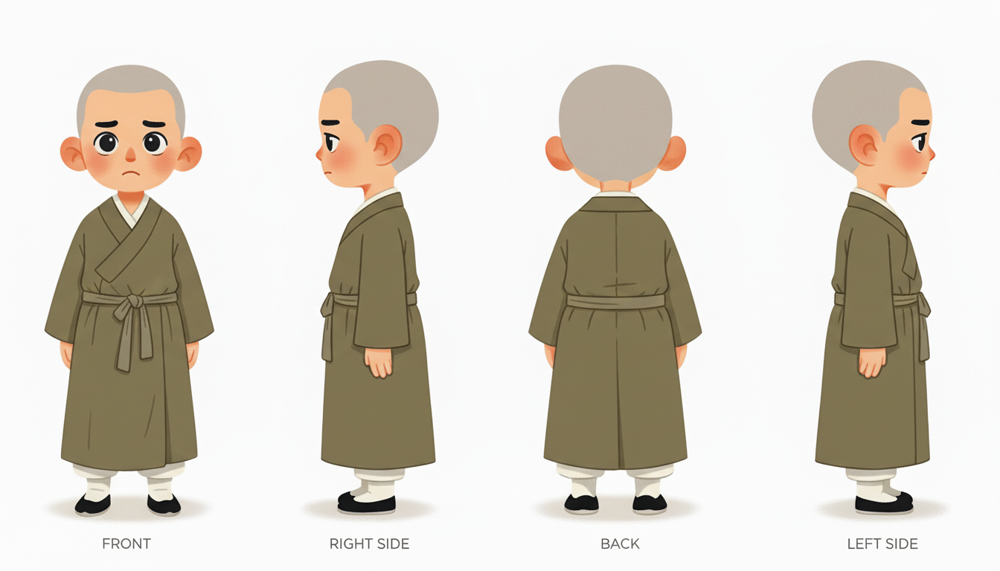 FRONT
RIGHT SIDE
BACK
LEFT SIDE